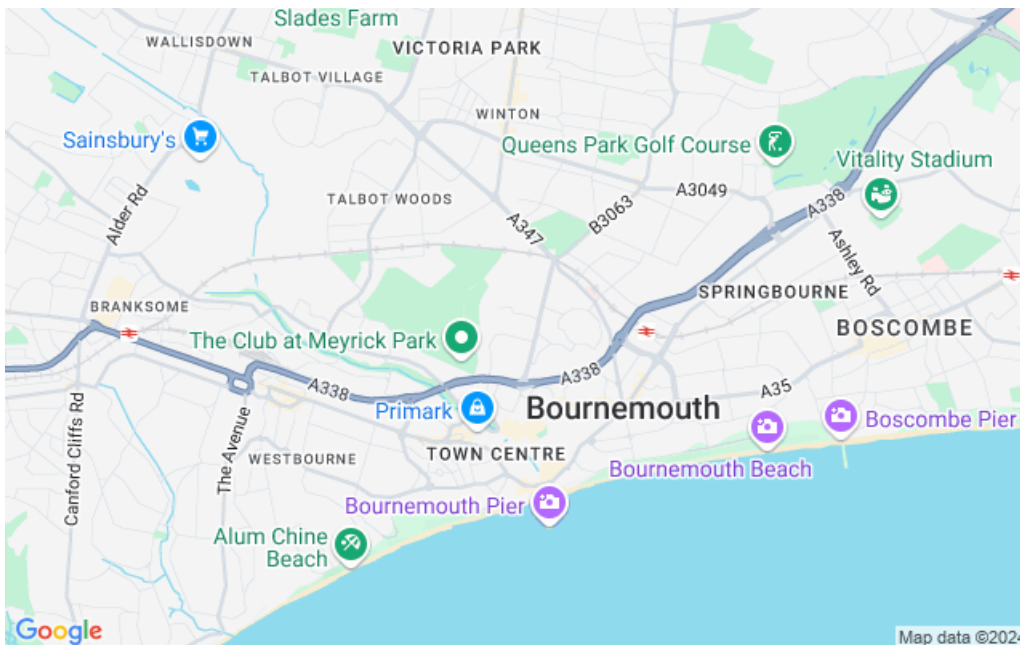 Slades Farm
WALLISDOWN
VICTORIA PARK
TALBOT VILLAGE
WINTON
Sainsbury's
Queens Park Golf Course
Vitality Stadium
A3049
Alder Rd
TALBOT WOODS
A338
B3063
A347
Ashley Rd
SPRINGBOURNE
BRANKSOME
BOSCOMBE
The Club at Meyrick Park
A338
A338
A35
Primark
Bournemouth
Boscombe Pier
Canford Cliffs Rd
The Avenue
WESTBOURNE
TOWN CENTRE
Bournemouth Beach
Bournemouth Pier
Alum Chine
Beach
Google
Map data ©2024